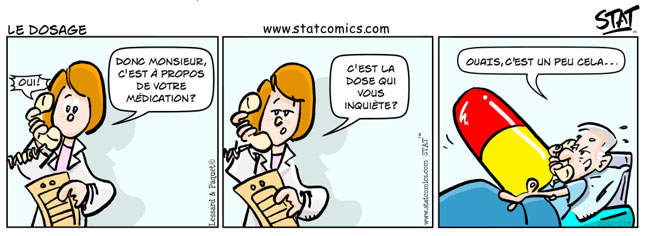 LE DOSAGE
www.statcomics.com
STAT
OUI!
DONC MONSIEUR,
C'EST À PROPOS
DE VOTRE
MÉDICATION?
Lessard & Paquet©
C'EST LA
DOSE QUI
VOUS
INQUIÈTE?
www.statcomics.com STAT™
OUAIS, C'EST UN PEU CELA...